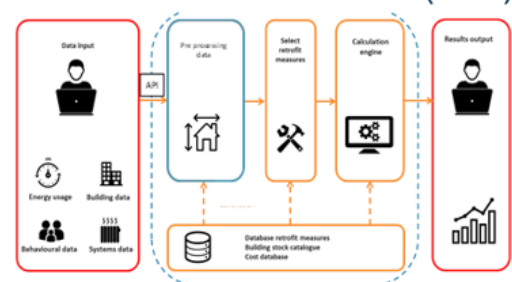 Data input
Pre processing
data
Select
retrofit
measures
Calculation
engine
Results output
API
Energy usage
Building data
Behavioural data
Systems data
Database retrofit measures
Building stock catalogue
Cost database